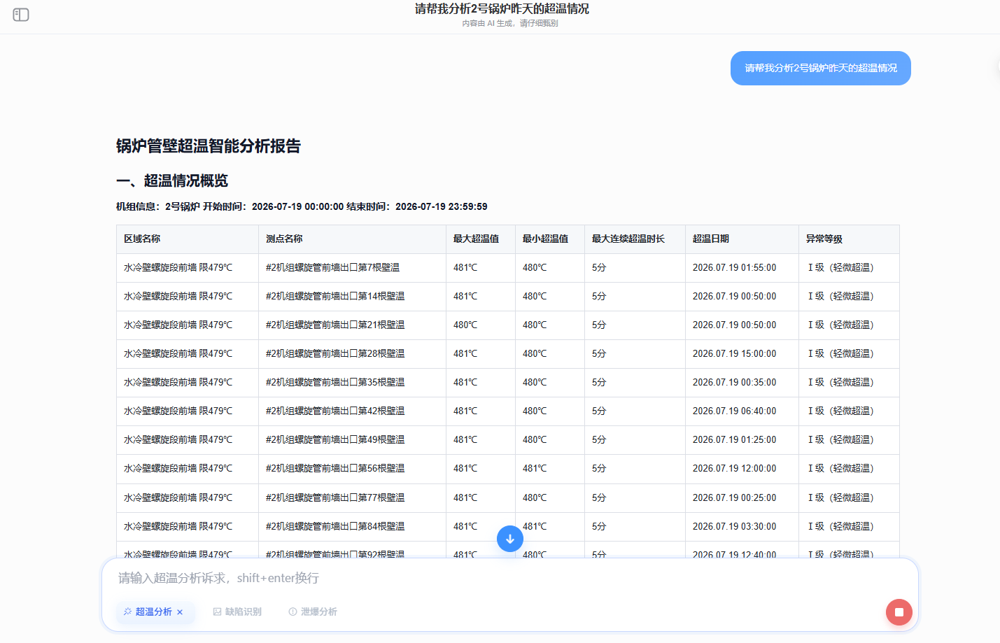 请帮我分析2号锅炉昨天的超温情况
内容由 AI 生成，请仔细甄别
请帮我分析2号锅炉昨天的超温情况
锅炉管壁超温智能分析报告
一、超温情况概览
机组信息：2号锅炉 开始时间：2026-07-19 00:00:00 结束时间：2026-07-19 23:59:59
区域名称 测点名称 最大超温值 最小超温值 最大连续超温时长 超温日期 异常等级
水冷壁螺旋段前墙 限479℃ #2机组螺旋管前墙出口第7根壁温 481℃ 480℃ 5分 2026.07.19 01:55:00 Ⅰ级（轻微超温）
水冷壁螺旋段前墙 限479℃ #2机组螺旋管前墙出口第14根壁温 481℃ 480℃ 5分 2026.07.19 00:50:00 Ⅰ级（轻微超温）
水冷壁螺旋段前墙 限479℃ #2机组螺旋管前墙出口第21根壁温 480℃ 480℃ 5分 2026.07.19 00:50:00 Ⅰ级（轻微超温）
水冷壁螺旋段前墙 限479℃ #2机组螺旋管前墙出口第28根壁温 481℃ 480℃ 5分 2026.07.19 15:00:00 Ⅰ级（轻微超温）
水冷壁螺旋段前墙 限479℃ #2机组螺旋管前墙出口第35根壁温 481℃ 480℃ 5分 2026.07.19 00:35:00 Ⅰ级（轻微超温）
水冷壁螺旋段前墙 限479℃ #2机组螺旋管前墙出口第42根壁温 481℃ 480℃ 5分 2026.07.19 06:40:00 Ⅰ级（轻微超温）
水冷壁螺旋段前墙 限479℃ #2机组螺旋管前墙出口第49根壁温 481℃ 480℃ 5分 2026.07.19 01:25:00 Ⅰ级（轻微超温）
水冷壁螺旋段前墙 限479℃ #2机组螺旋管前墙出口第56根壁温 481℃ 481℃ 5分 2026.07.19 12:00:00 Ⅰ级（轻微超温）
水冷壁螺旋段前墙 限479℃ #2机组螺旋管前墙出口第77根壁温 481℃ 480℃ 5分 2026.07.19 00:25:00 Ⅰ级（轻微超温）
水冷壁螺旋段前墙 限479℃ #2机组螺旋管前墙出口第84根壁温 481℃ 481℃ 5分 2026.07.19 03:30:00 Ⅰ级（轻微超温）
水冷壁螺旋段前墙 限479℃ #2机组螺旋管前墙出口第92根壁温 481℃ 480℃ 5分 2026.07.19 12:40:00 Ⅰ级（轻微超温）
请输入超温分析诉求，shift+enter换行
超温分析 × 缺陷识别 泄爆分析